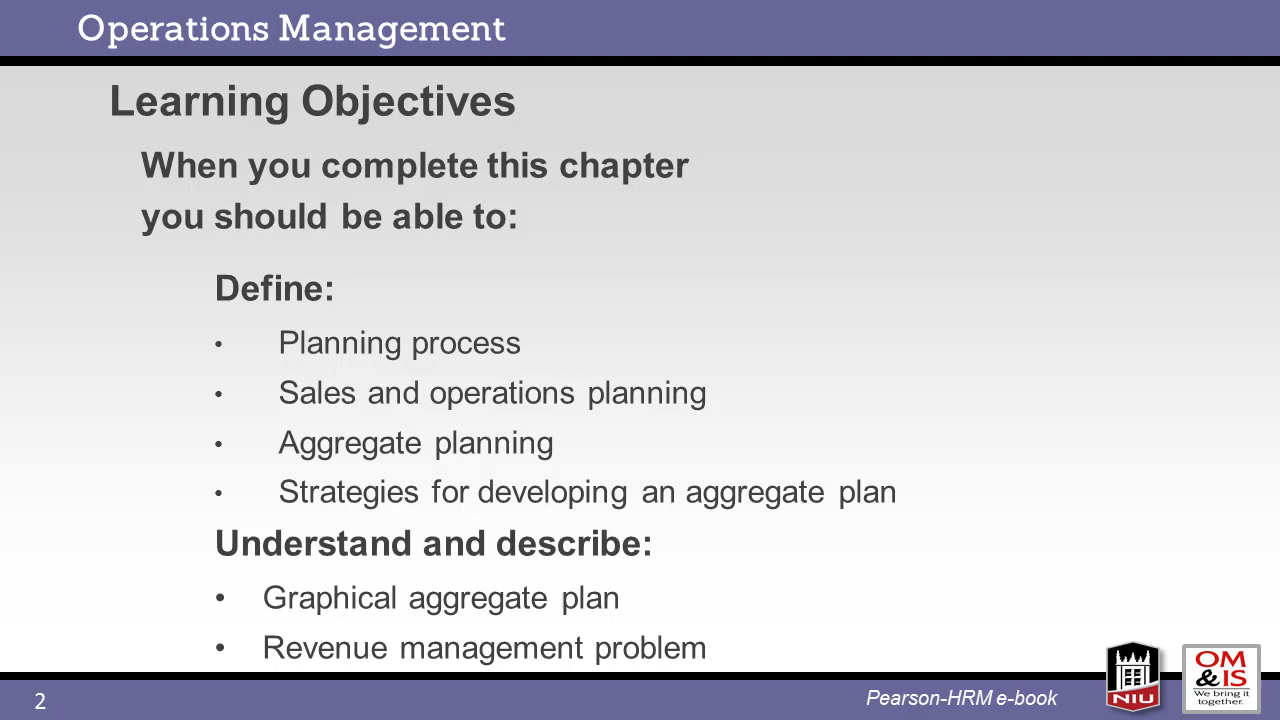 Operations Management
Learning Objectives
When you complete this chapter
you should be able to:
Define:
• Planning process
• Sales and operations planning
• Aggregate planning
• Strategies for developing an aggregate plan
Understand and describe:
• Graphical aggregate plan
• Revenue management problem
2
Pearson-HRM e-book
NIU
OM
& IS
We bring it
together.